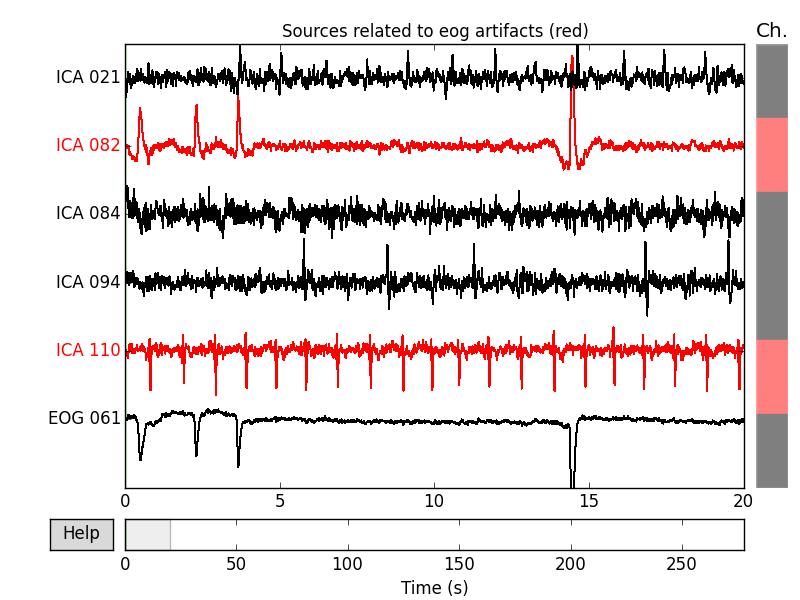 Sources related to eog artifacts (red)
Ch.
ICA 021
ICA 082
ICA 084
ICA 094
ICA 110
EOG 061
0 5 10 15 20
Help
0 50 100 150 200 250
Time (s)